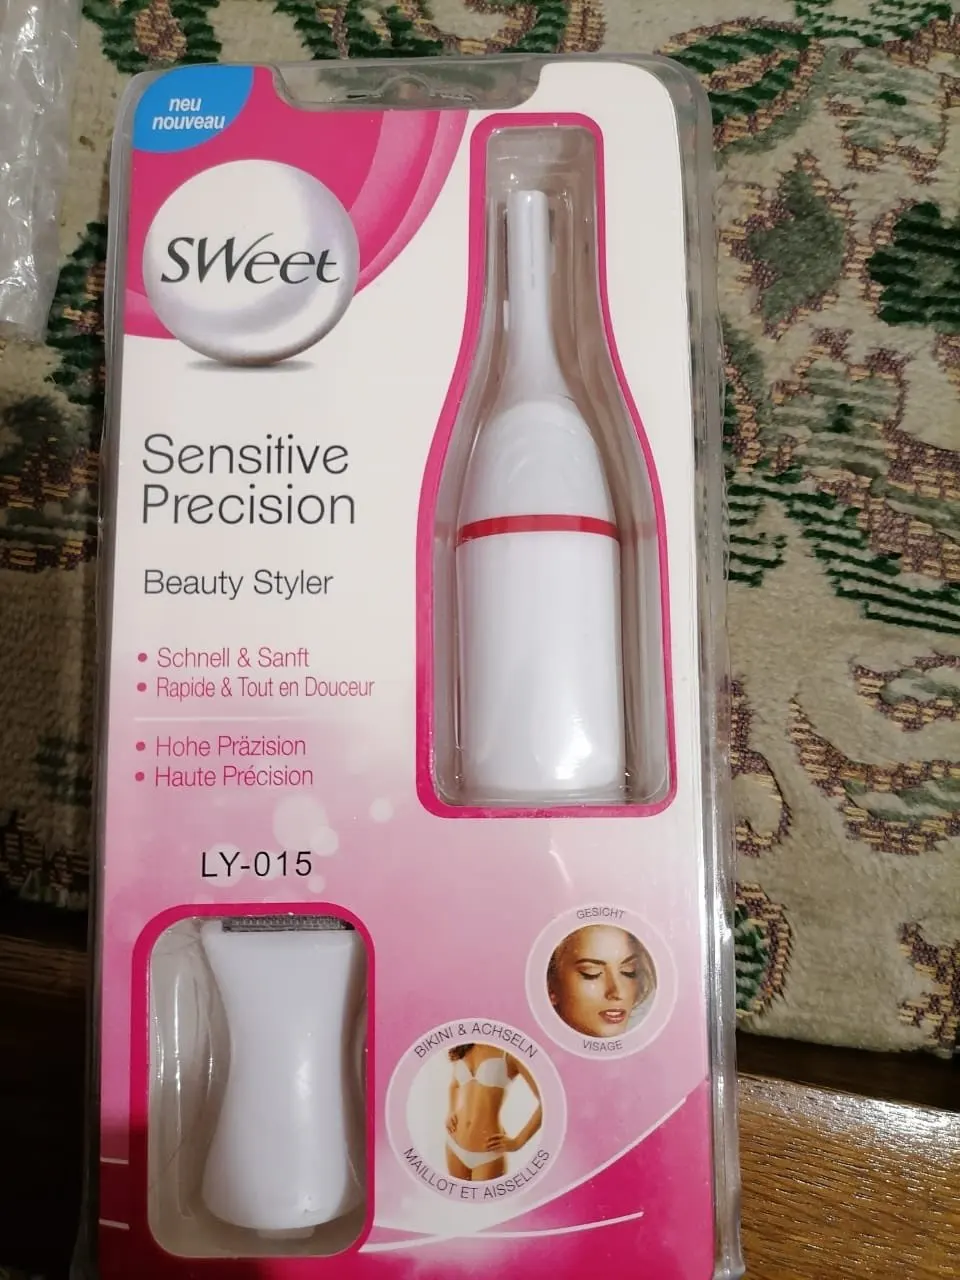 neu
nouveau
SWeet
Sensitive
Precision
Beauty Styler
• Schnell & Sanft
• Rapide & Tout en Douceur
• Hohe Präzision
• Haute Précision
LY-015
GESICHT
VISAGE
BIKINI & ACHSELN
MAILLOT ET AISSELLES